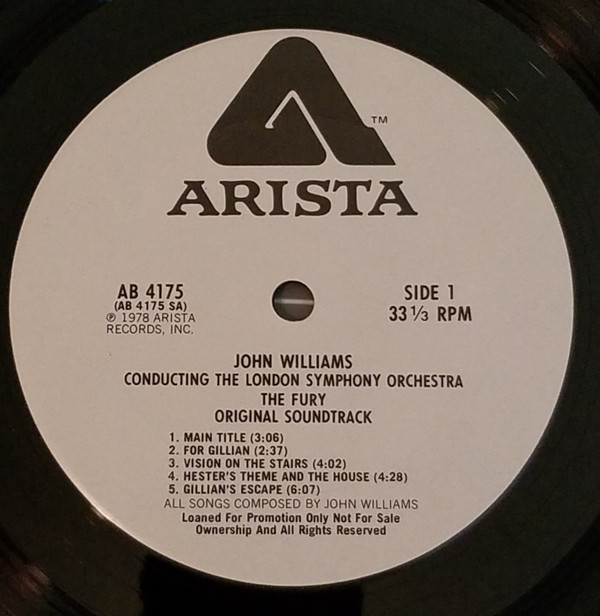 TM
ARISTA
AB 4175
(AB 4175 SA)
℗ 1978 ARISTA
RECORDS, INC.
SIDE 1
33 1/3 RPM
JOHN WILLIAMS
CONDUCTING THE LONDON SYMPHONY ORCHESTRA
THE FURY
ORIGINAL SOUNDTRACK
1. MAIN TITLE (3:06)
2. FOR GILLIAN (2:37)
3. VISION ON THE STAIRS (4:02)
4. HESTER'S THEME AND THE HOUSE (4:28)
5. GILLIAN'S ESCAPE (6:07)
ALL SONGS COMPOSED BY JOHN WILLIAMS
Loaned For Promotion Only Not For Sale
Ownership And All Rights Reserved